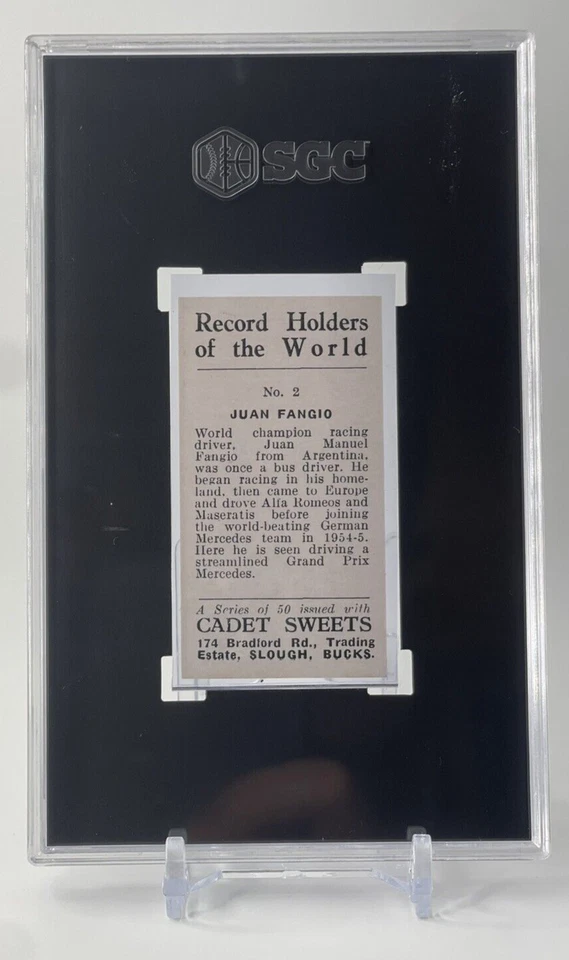 SGC
Record Holders
of the World
No. 2
JUAN FANGIO
World champion racing
driver, Juan Manuel
Fangio from Argentina,
was once a bus driver. He
began racing in his home-
land, then came to Europe
and drove Alfa Romeos and
Maseratis before joining
the world-beating German
Mercedes team in 1954-5.
Here he is seen driving a
streamlined Grand Prix
Mercedes.
A Series of 50 issued with
CADET SWEETS
174 Bradford Rd., Trading
Estate, SLOUGH, BUCKS.